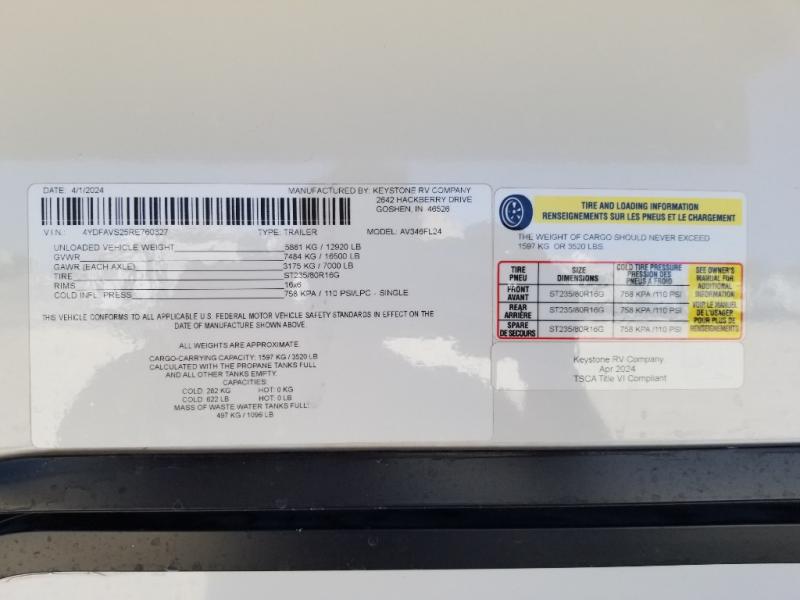 DATE: 4/1/2024 MANUFACTURED BY: KEYSTONE RV COMPANY
2642 HACKBERRY DRIVE
GOSHEN, IN 46526
V.I.N.: 4YDFAVS25RE760327 TYPE: TRAILER MODEL: AV346FL24
UNLOADED VEHICLE WEIGHT 5861 KG / 12920 LB
GVWR 7484 KG / 16500 LB
GAWR (EACH AXLE) 3175 KG / 7000 LB
TIRE ST235/80R16G
RIMS 16x6
COLD INFL. PRESS 758 KPA / 110 PSI/LPC - SINGLE
THIS VEHICLE CONFORMS TO ALL APPLICABLE U.S. FEDERAL MOTOR VEHICLE SAFETY STANDARDS IN EFFECT ON THE
DATE OF MANUFACTURE SHOWN ABOVE.
ALL WEIGHTS ARE APPROXIMATE.
CARGO-CARRYING CAPACITY: 1597 KG / 3520 LB
CALCULATED WITH THE PROPANE TANKS FULL
AND ALL OTHER TANKS EMPTY.
CAPACITIES:
COLD: 282 KG HOT: 0 KG
COLD: 622 LB HOT: 0 LB
MASS OF WASTE WATER TANKS FULL:
497 KG / 1096 LB
TIRE AND LOADING INFORMATION
RENSEIGNEMENTS SUR LES PNEUS ET LE CHARGEMENT
THE WEIGHT OF CARGO SHOULD NEVER EXCEED
1597 KG OR 3520 LBS.
TIRE
PNEU
SIZE
DIMENSIONS
COLD TIRE PRESSURE
PRESSION DES
PNEUS A FROID
SEE OWNER'S
MANUAL FOR
ADDITIONAL
INFORMATION
VOIR LE MANUEL
DE L'USAGER
POUR PLUS DE
RENSEIGNEMENTS
FRONT
AVANT
ST235/80R16G 758 KPA /110 PSI
REAR
ARRIÈRE
ST235/80R16G 758 KPA /110 PSI
SPARE
DE SECOURS
ST235/80R16G 758 KPA /110 PSI
Keystone RV Company
Apr 2024
TSCA Title VI Compliant